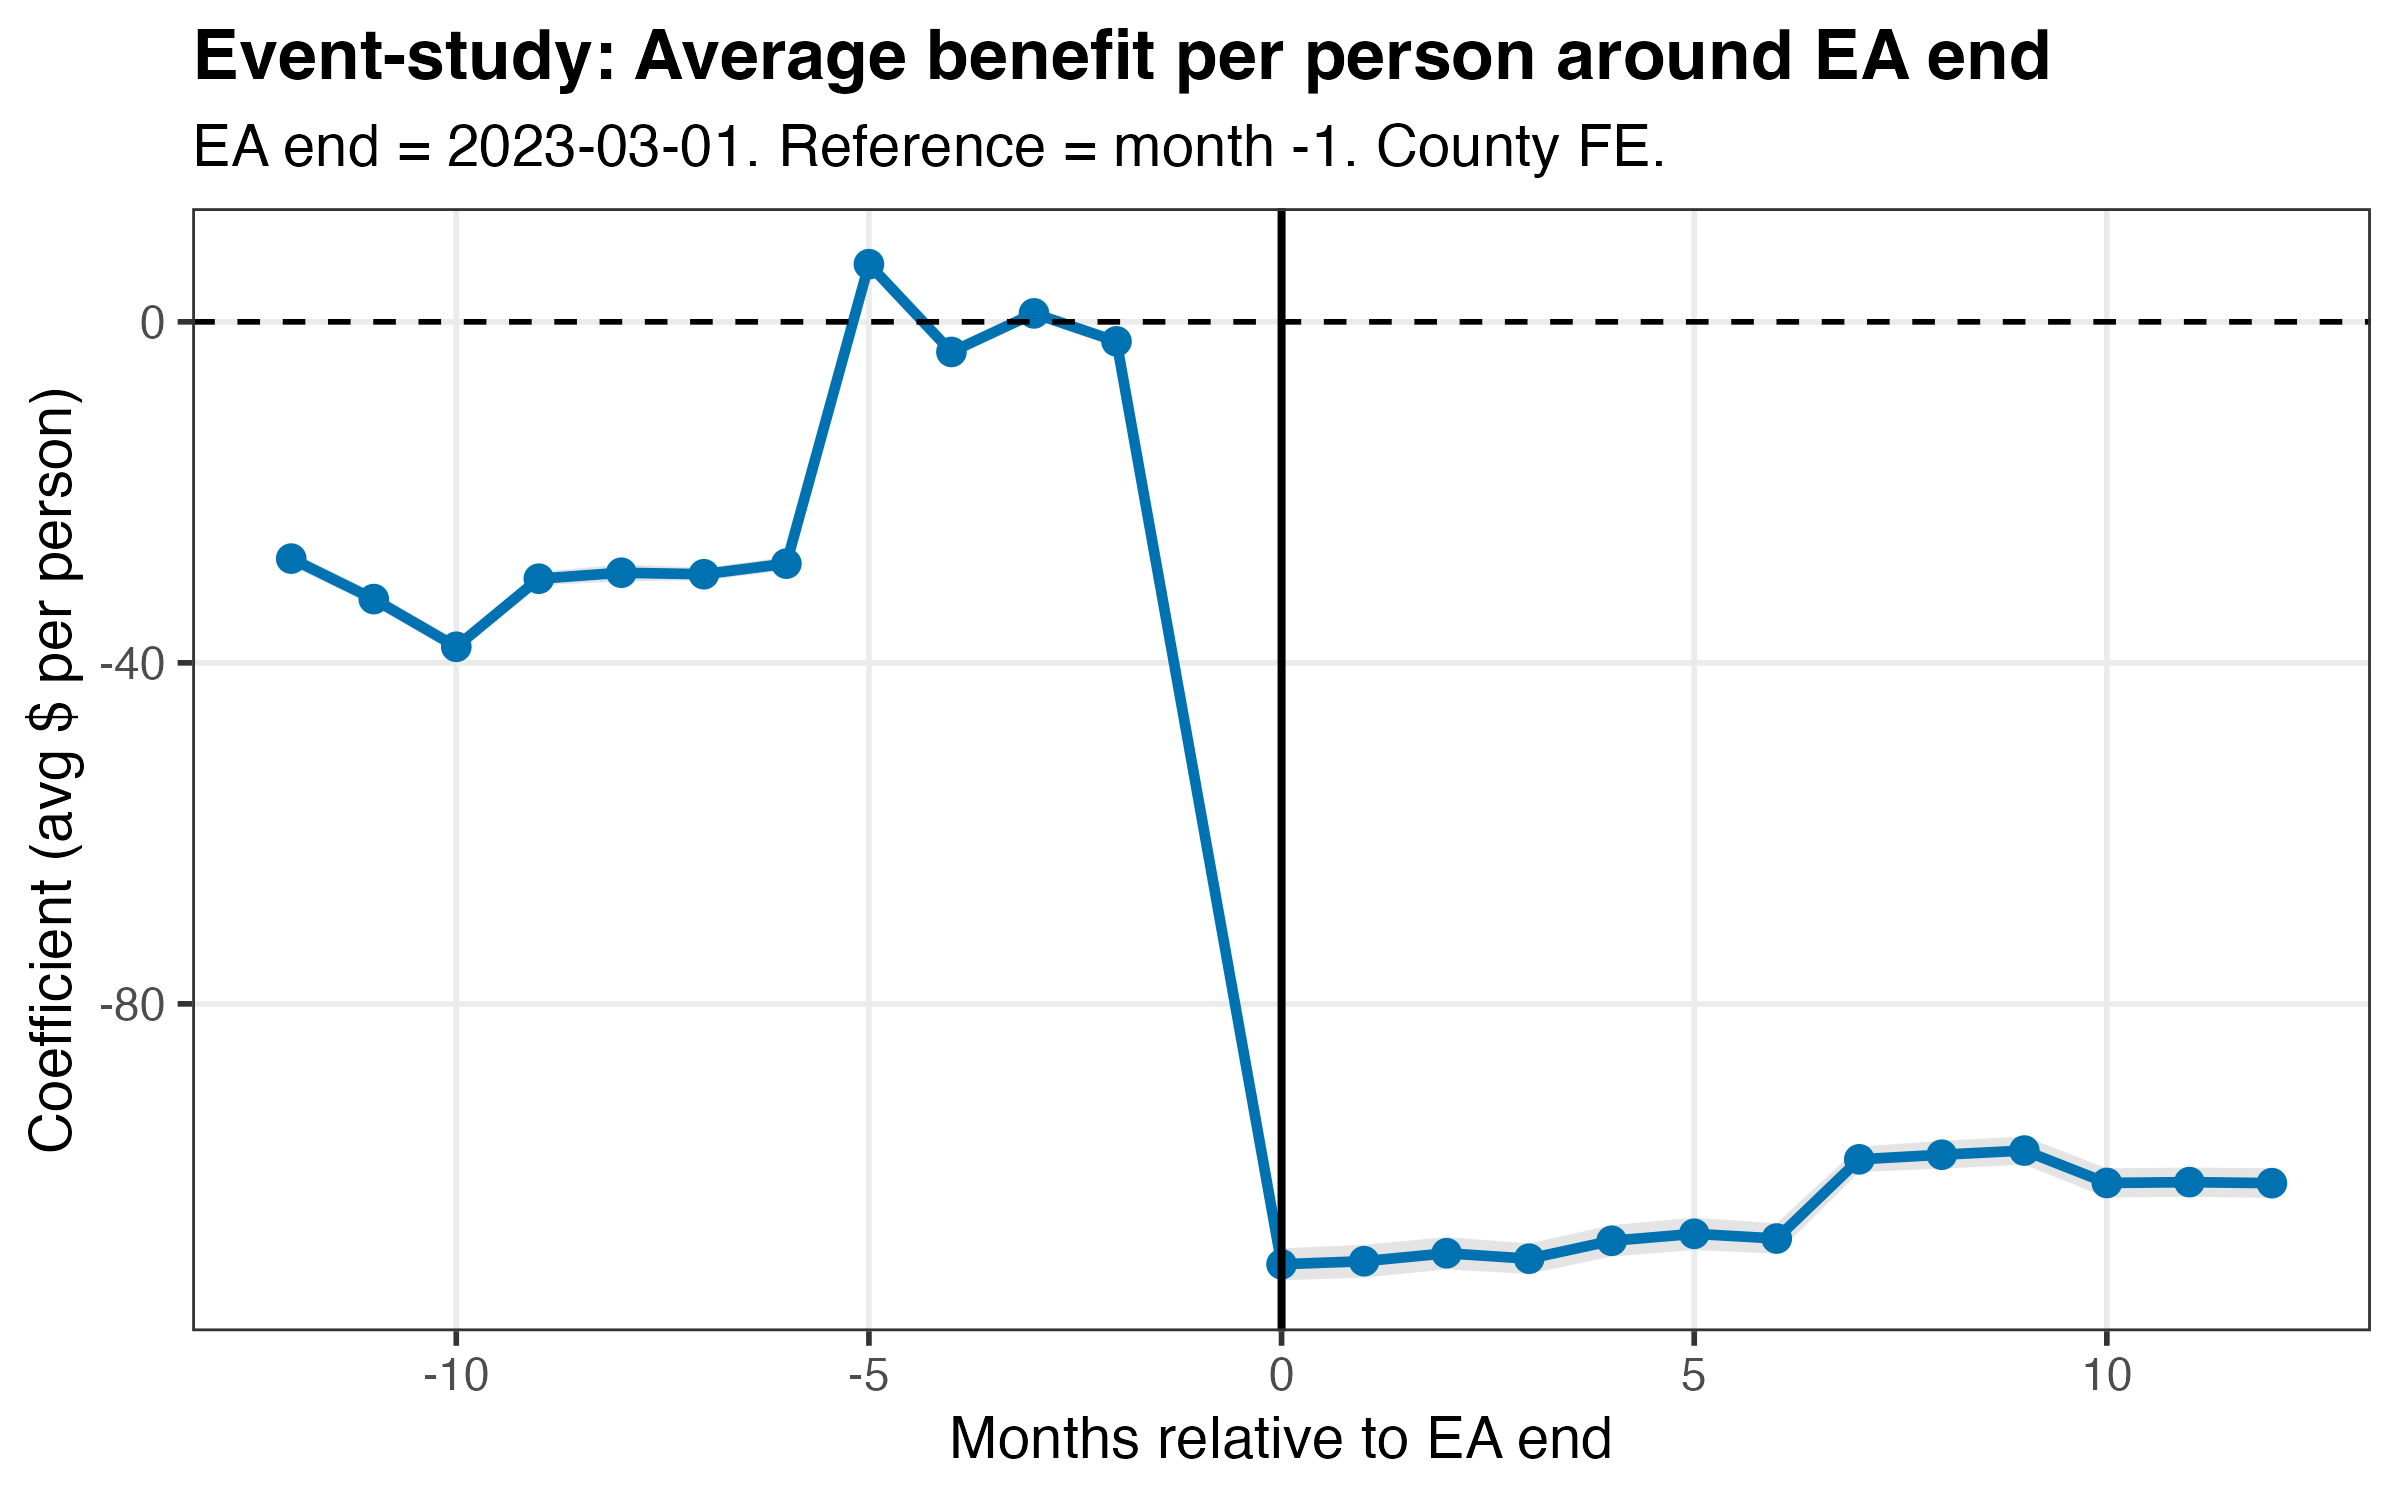 Event-study: Average benefit per person around EA end
EA end = 2023-03-01. Reference = month -1. County FE.
Coefficient (avg $ per person)
0
-40
-80
-10
-5
0
5
10
Months relative to EA end